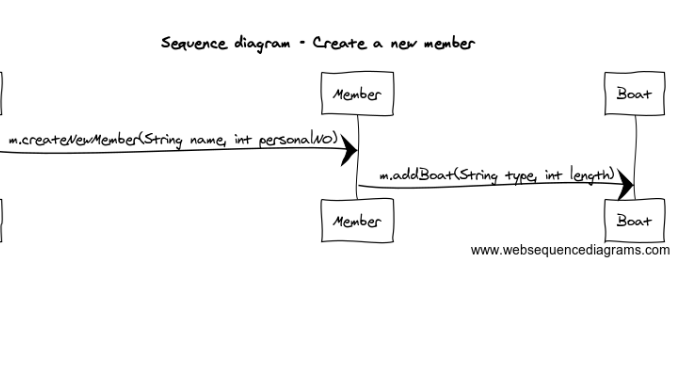 Sequence diagram - Create a new member
Member
Boat
m.createNewMember(String name, int personalNO)
m.addBoat(String type, int length)
Member
Boat
www.websequencediagrams.com